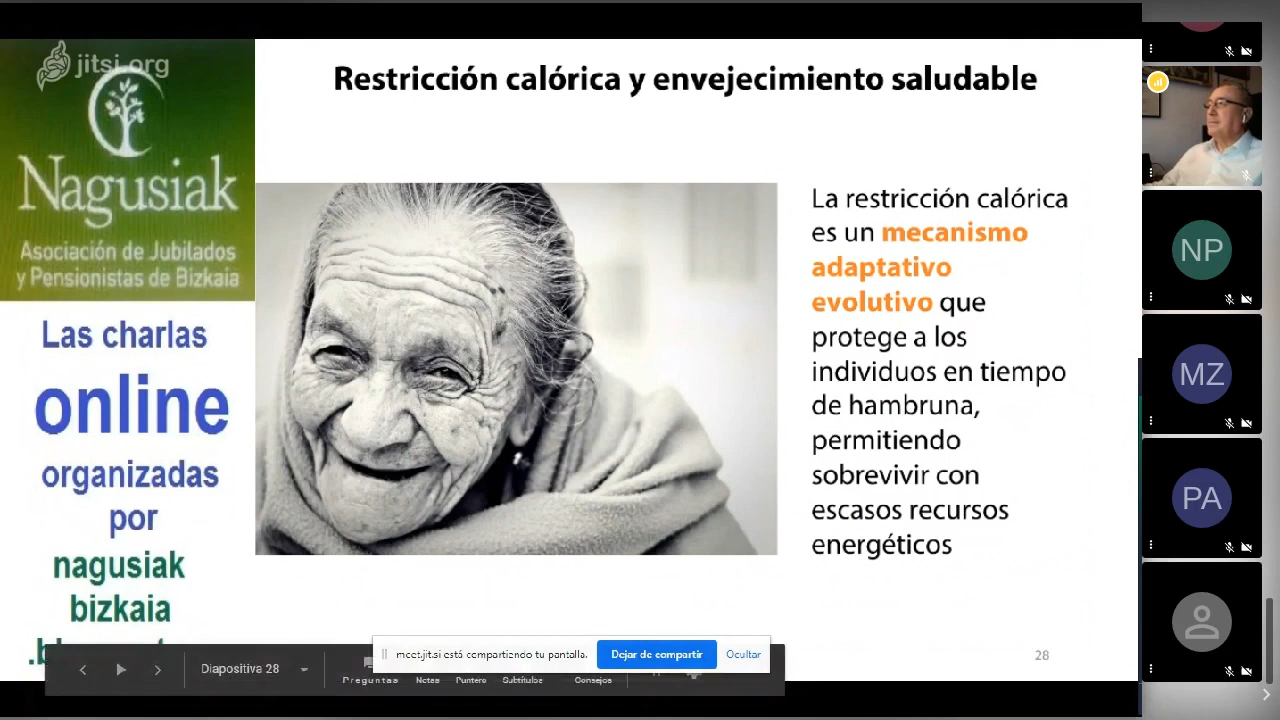 jitsi.org
Nagusiak
Asociación de Jubilados
y Pensionistas de Bizkaia
Las charlas
online
organizadas
por
nagusiak
bizkaia
Restricción calórica y envejecimiento saludable
La restricción calórica
es un mecanismo
adaptativo
evolutivo que
protege a los
individuos en tiempo
de hambruna,
permitiendo
sobrevivir con
escasos recursos
energéticos
28
meet.jit.si está compartiendo tu pantalla.
Dejar de compartir
Ocultar
Diapositiva 28
Preguntas
Notas
Puntero
Subtítulos
Consejos
NP
MZ
PA